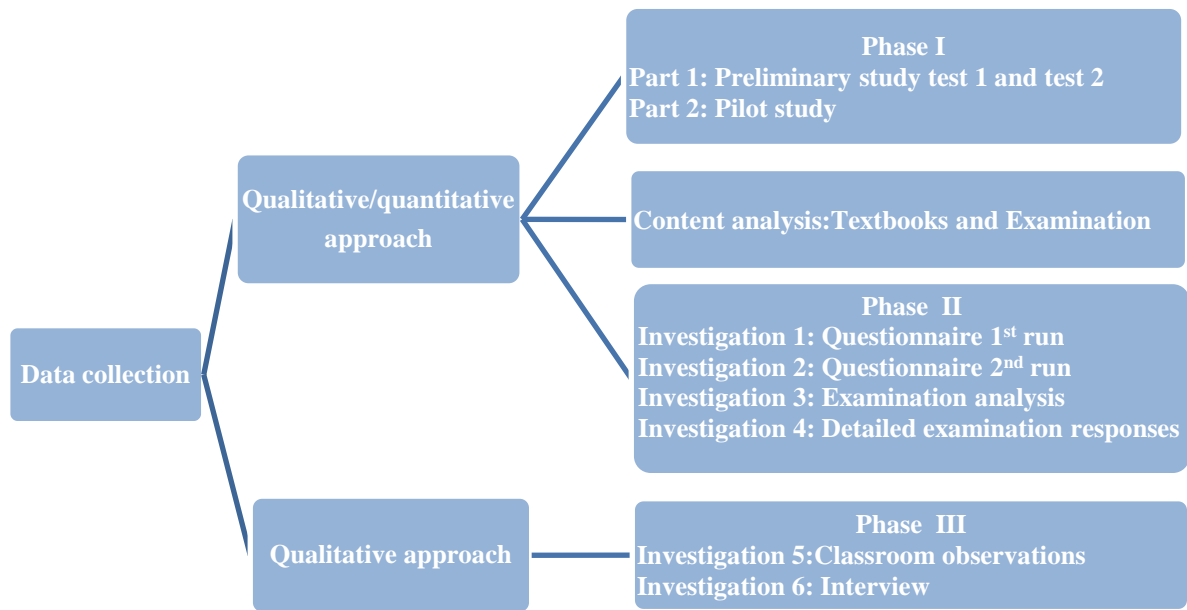 Phase I
Part 1: Preliminary study test 1 and test 2
Part 2: Pilot study
Qualitative/quantitative
approach
Content analysis:Textbooks and Examination
Phase II
Investigation 1: Questionnaire 1st run
Investigation 2: Questionnaire 2nd run
Investigation 3: Examination analysis
Investigation 4: Detailed examination responses
Data collection
Qualitative approach
Phase III
Investigation 5:Classroom observations
Investigation 6: Interview